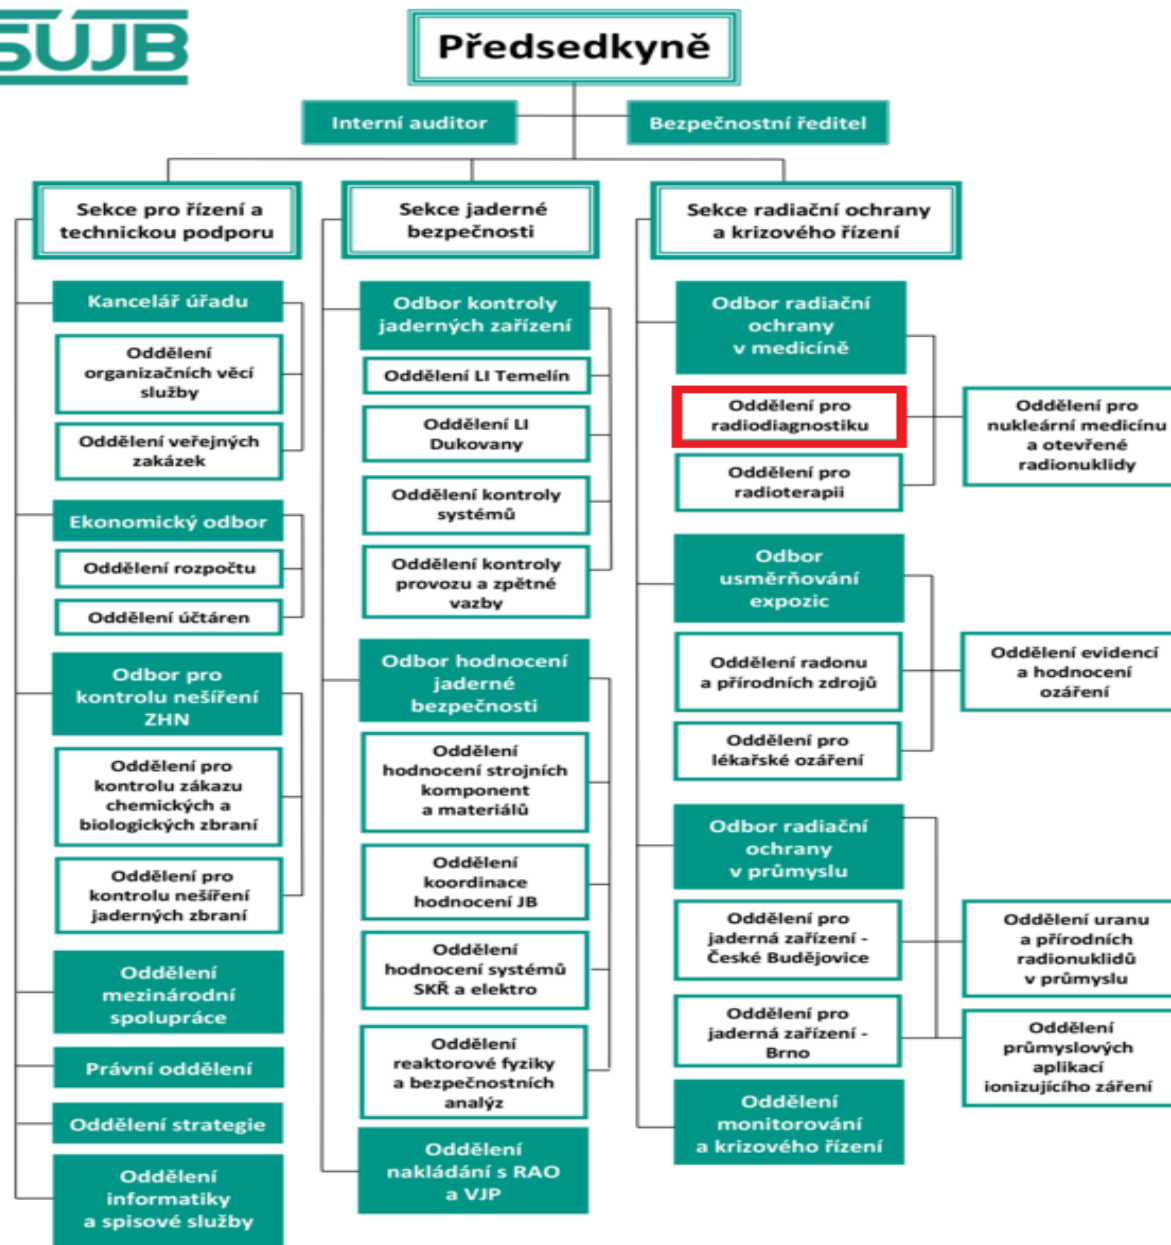 SÚJB
Předsedkyně
Interní auditor
Bezpečnostní ředitel
Sekce pro řízení a
technickou podporu
Kancelář úřadu
Oddělení
organizačních věcí
služby
Oddělení veřejných
zakázek
Ekonomický odbor
Oddělení rozpočtu
Oddělení účtáren
Odbor pro
kontrolu nešíření
ZHN
Oddělení pro
kontrolu zákazu
chemických a
biologických zbraní
Oddělení pro
kontrolu nešíření
jaderných zbraní
Oddělení
mezinárodní
spolupráce
Právní oddělení
Oddělení strategie
Oddělení
informatiky
a spisové služby
Sekce jaderné
bezpečnosti
Odbor kontroly
jaderných zařízení
Oddělení LI Temelín
Oddělení LI
Dukovany
Oddělení kontroly
systémů
Oddělení kontroly
provozu a zpětné
vazby
Odbor hodnocení
jaderné
bezpečnosti
Oddělení
hodnocení strojních
komponent
a materiálů
Oddělení
koordinace
hodnocení JB
Oddělení
hodnocení systémů
SKŘ a elektro
Oddělení
reaktorové fyziky
a bezpečnostních
analýz
Oddělení
nakládání s RAO
a VJP
Sekce radiační ochrany
a krizového řízení
Odbor radiační
ochrany
v medicíně
Oddělení pro
radiodiagnostiku
Oddělení pro
radioterapii
Oddělení pro
nukleární medicínu
a otevřené
radionuklidy
Odbor
usměrňování
expozic
Oddělení radonu
a přírodních zdrojů
Oddělení pro
lékařské ozáření
Oddělení evidencí
a hodnocení
ozáření
Odbor radiační
ochrany
v průmyslu
Oddělení pro
jaderná zařízení -
České Budějovice
Oddělení pro
jaderná zařízení -
Brno
Oddělení uranu
a přírodních
radionuklidů
v průmyslu
Oddělení
průmyslových
aplikací
ionizujícího záření
Oddělení
monitorování
a krizového řízení